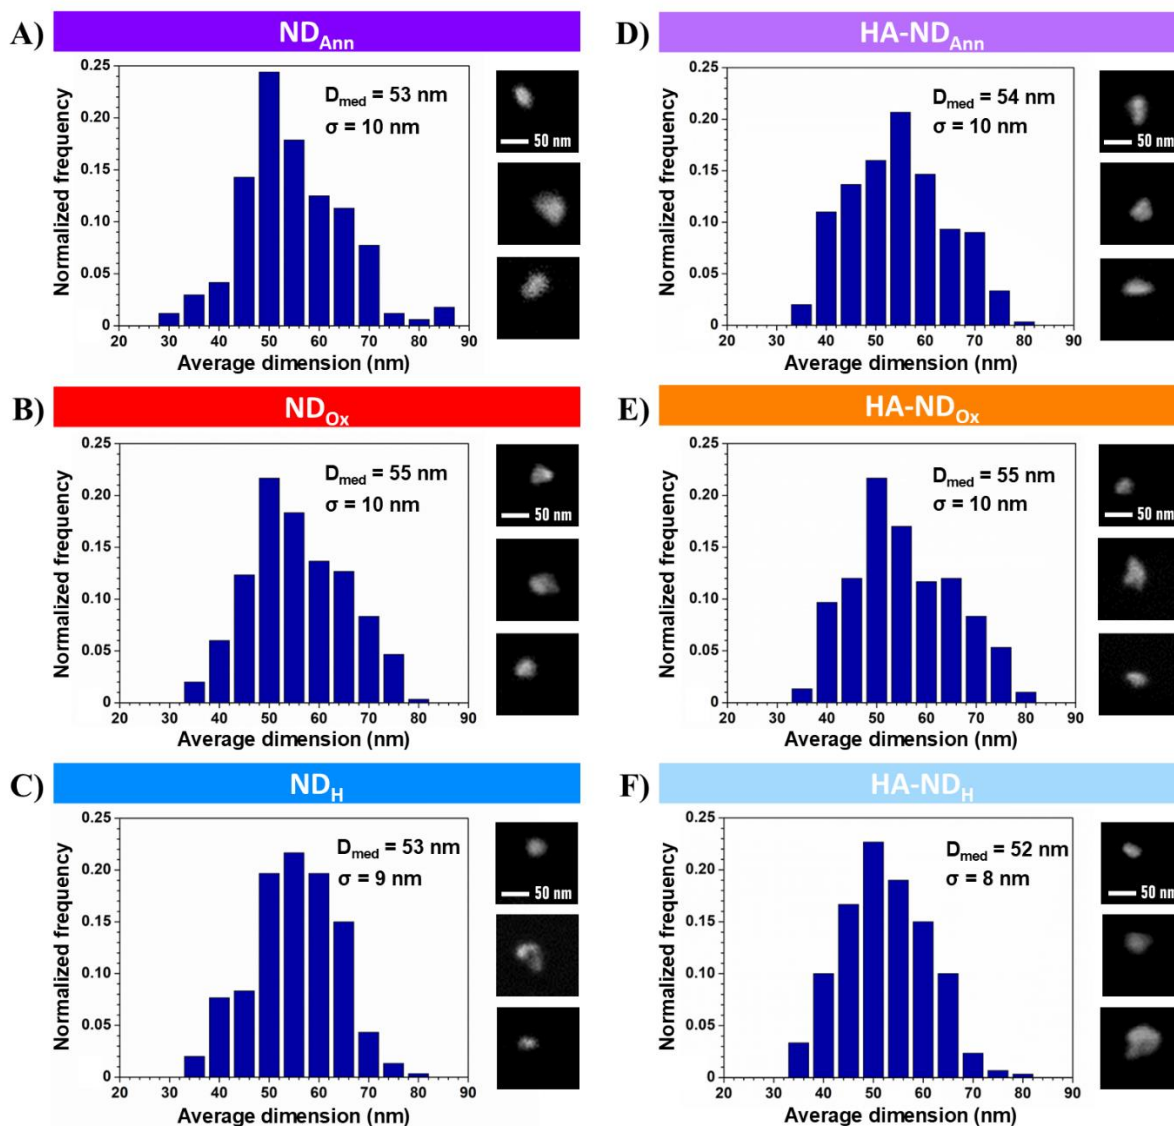 A)
ND_Ann
Normalized frequency
0.25
0.20
0.15
0.10
0.05
0
D_med = 53 nm
σ = 10 nm
20 30 40 50 60 70 80 90
Average dimension (nm)
50 nm
D)
HA-ND_Ann
Normalized frequency
0.25
0.20
0.15
0.10
0.05
0
D_med = 54 nm
σ = 10 nm
20 30 40 50 60 70 80 90
Average dimension (nm)
50 nm
B)
ND_Ox
Normalized frequency
0.25
0.20
0.15
0.10
0.05
0
D_med = 55 nm
σ = 10 nm
20 30 40 50 60 70 80 90
Average dimension (nm)
50 nm
E)
HA-ND_Ox
Normalized frequency
0.25
0.20
0.15
0.10
0.05
0
D_med = 55 nm
σ = 10 nm
20 30 40 50 60 70 80 90
Average dimension (nm)
50 nm
C)
ND_H
Normalized frequency
0.25
0.20
0.15
0.10
0.05
0
D_med = 53 nm
σ = 9 nm
20 30 40 50 60 70 80 90
Average dimension (nm)
50 nm
F)
HA-ND_H
Normalized frequency
0.25
0.20
0.15
0.10
0.05
0
D_med = 52 nm
σ = 8 nm
20 30 40 50 60 70 80 90
Average dimension (nm)
50 nm